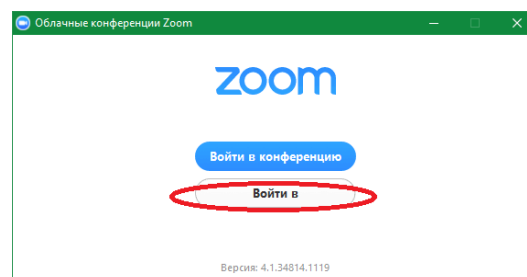 Облачные конференции Zoom
zoom
Войти в конференцию
Войти в
Версия: 4.1.34814.1119